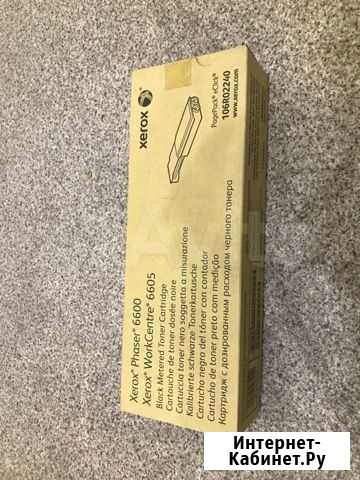 xerox
PagePack® eClick®
106R02240
www.xerox.com
Xerox® Phaser® 6600
Xerox® WorkCentre® 6605
Black Metered Toner Cartridge
Cartouche de toner dosée noire
Cartuccia toner nero soggetta a misurazione
Kalibrierte schwarze Tonerkartusche
Cartucho negro del tóner con contador
Cartucho de toner preto com medição
Картридж с дозированным расходом черного тонера
Интернет-
Кабинет.Ру